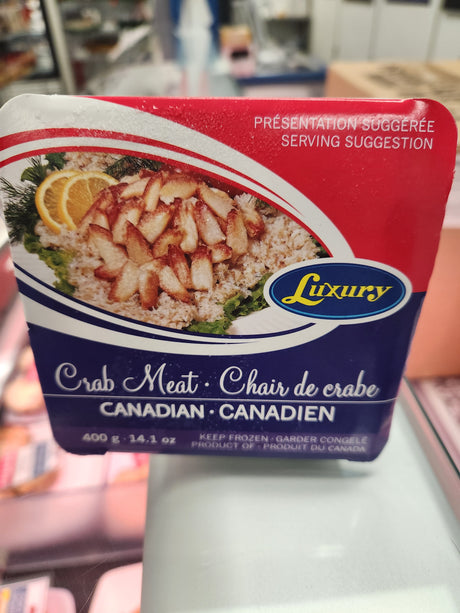 PRÉSENTATION SUGGÉRÉE
SERVING SUGGESTION
Luxury
Crab Meat · Chair de crabe
CANADIAN · CANADIEN
400 g · 14.1 oz
KEEP FROZEN · GARDER CONGELÉ
PRODUCT OF · PRODUIT DU CANADA